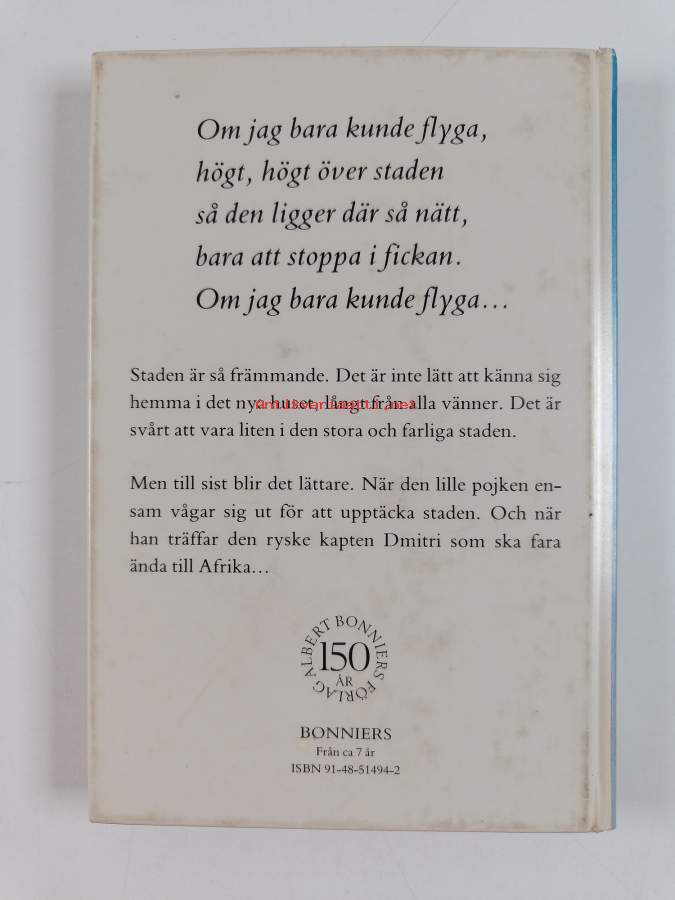 Om jag bara kunde flyga,
högt, högt över staden
så den ligger där så nätt,
bara att stoppa i fickan.
Om jag bara kunde flyga...
Staden är så främmande. Det är inte lätt att känna sig
hemma i det nya huset, långt från alla vänner. Det är
antikvariaatti.net
svårt att vara liten i den stora och farliga staden.
Men till sist blir det lättare. När den lille pojken en-
sam vågar sig ut för att upptäcka staden. Och när
han träffar den ryske kapten Dmitri som ska fara
ända till Afrika...
ALBERT BONNIERS FÖRLAG
150
ÅR
BONNIERS
Från ca 7 år
ISBN 91-48-51494-2